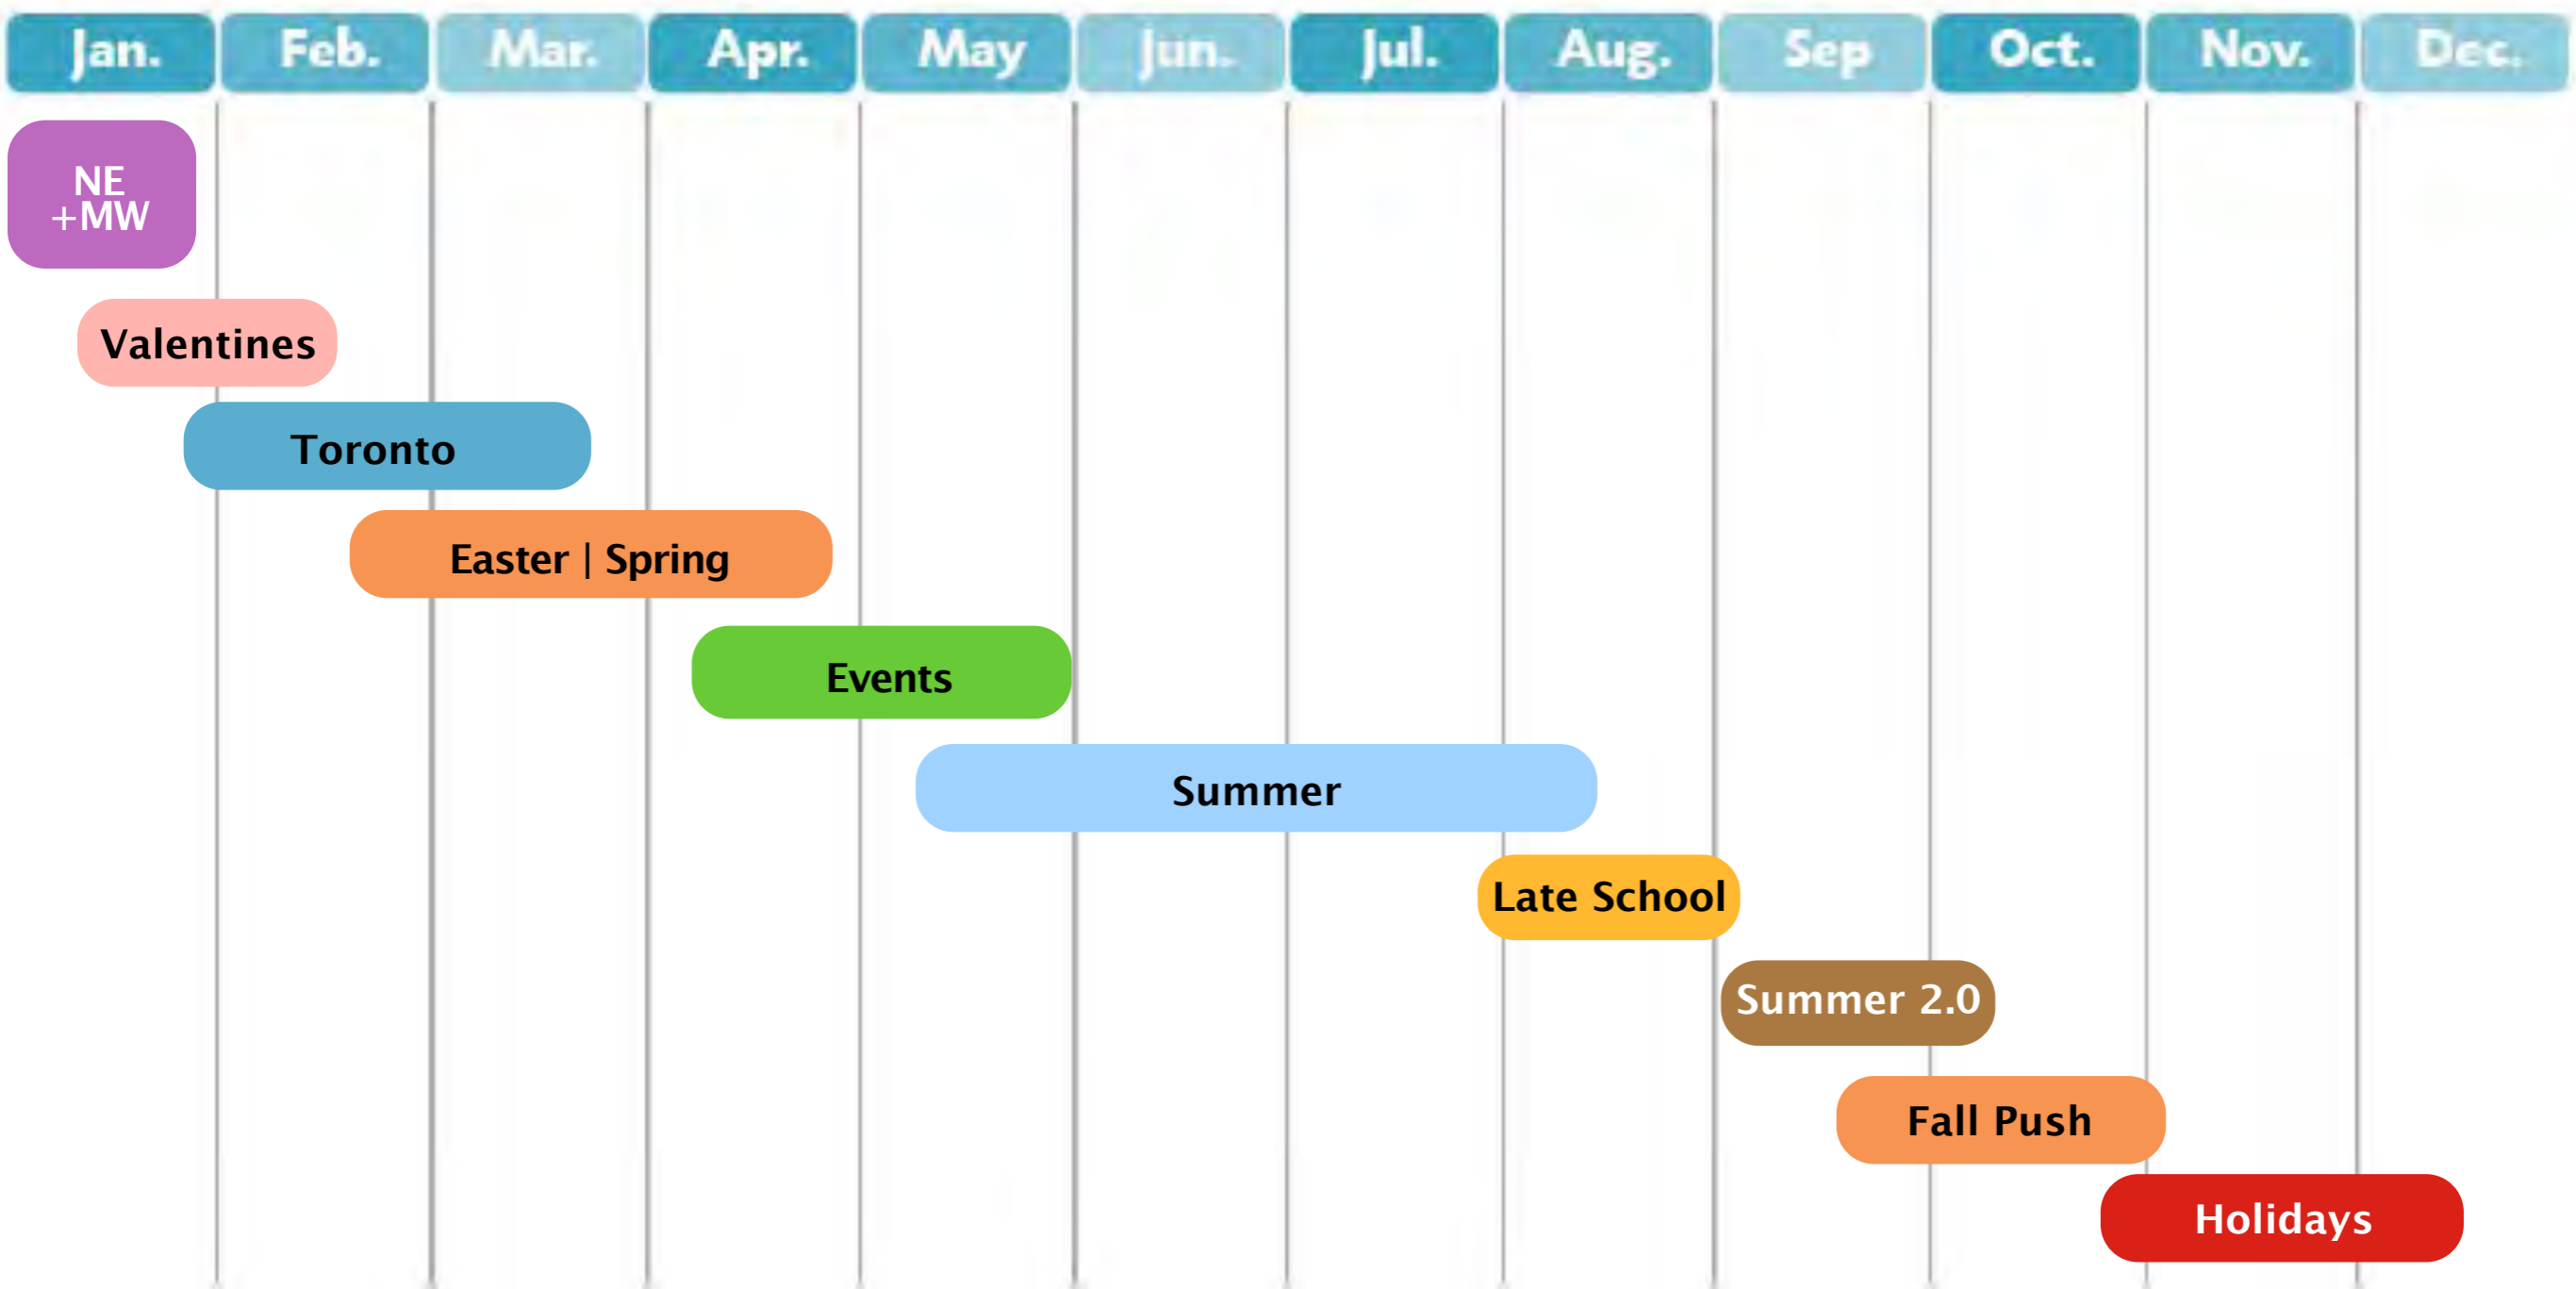 Jan. Feb. Mar. Apr. May Jun. Jul. Aug. Sep Oct. Nov. Dec.
NE
+MW
Valentines
Toronto
Easter | Spring
Events
Summer
Late School
Summer 2.0
Fall Push
Holidays